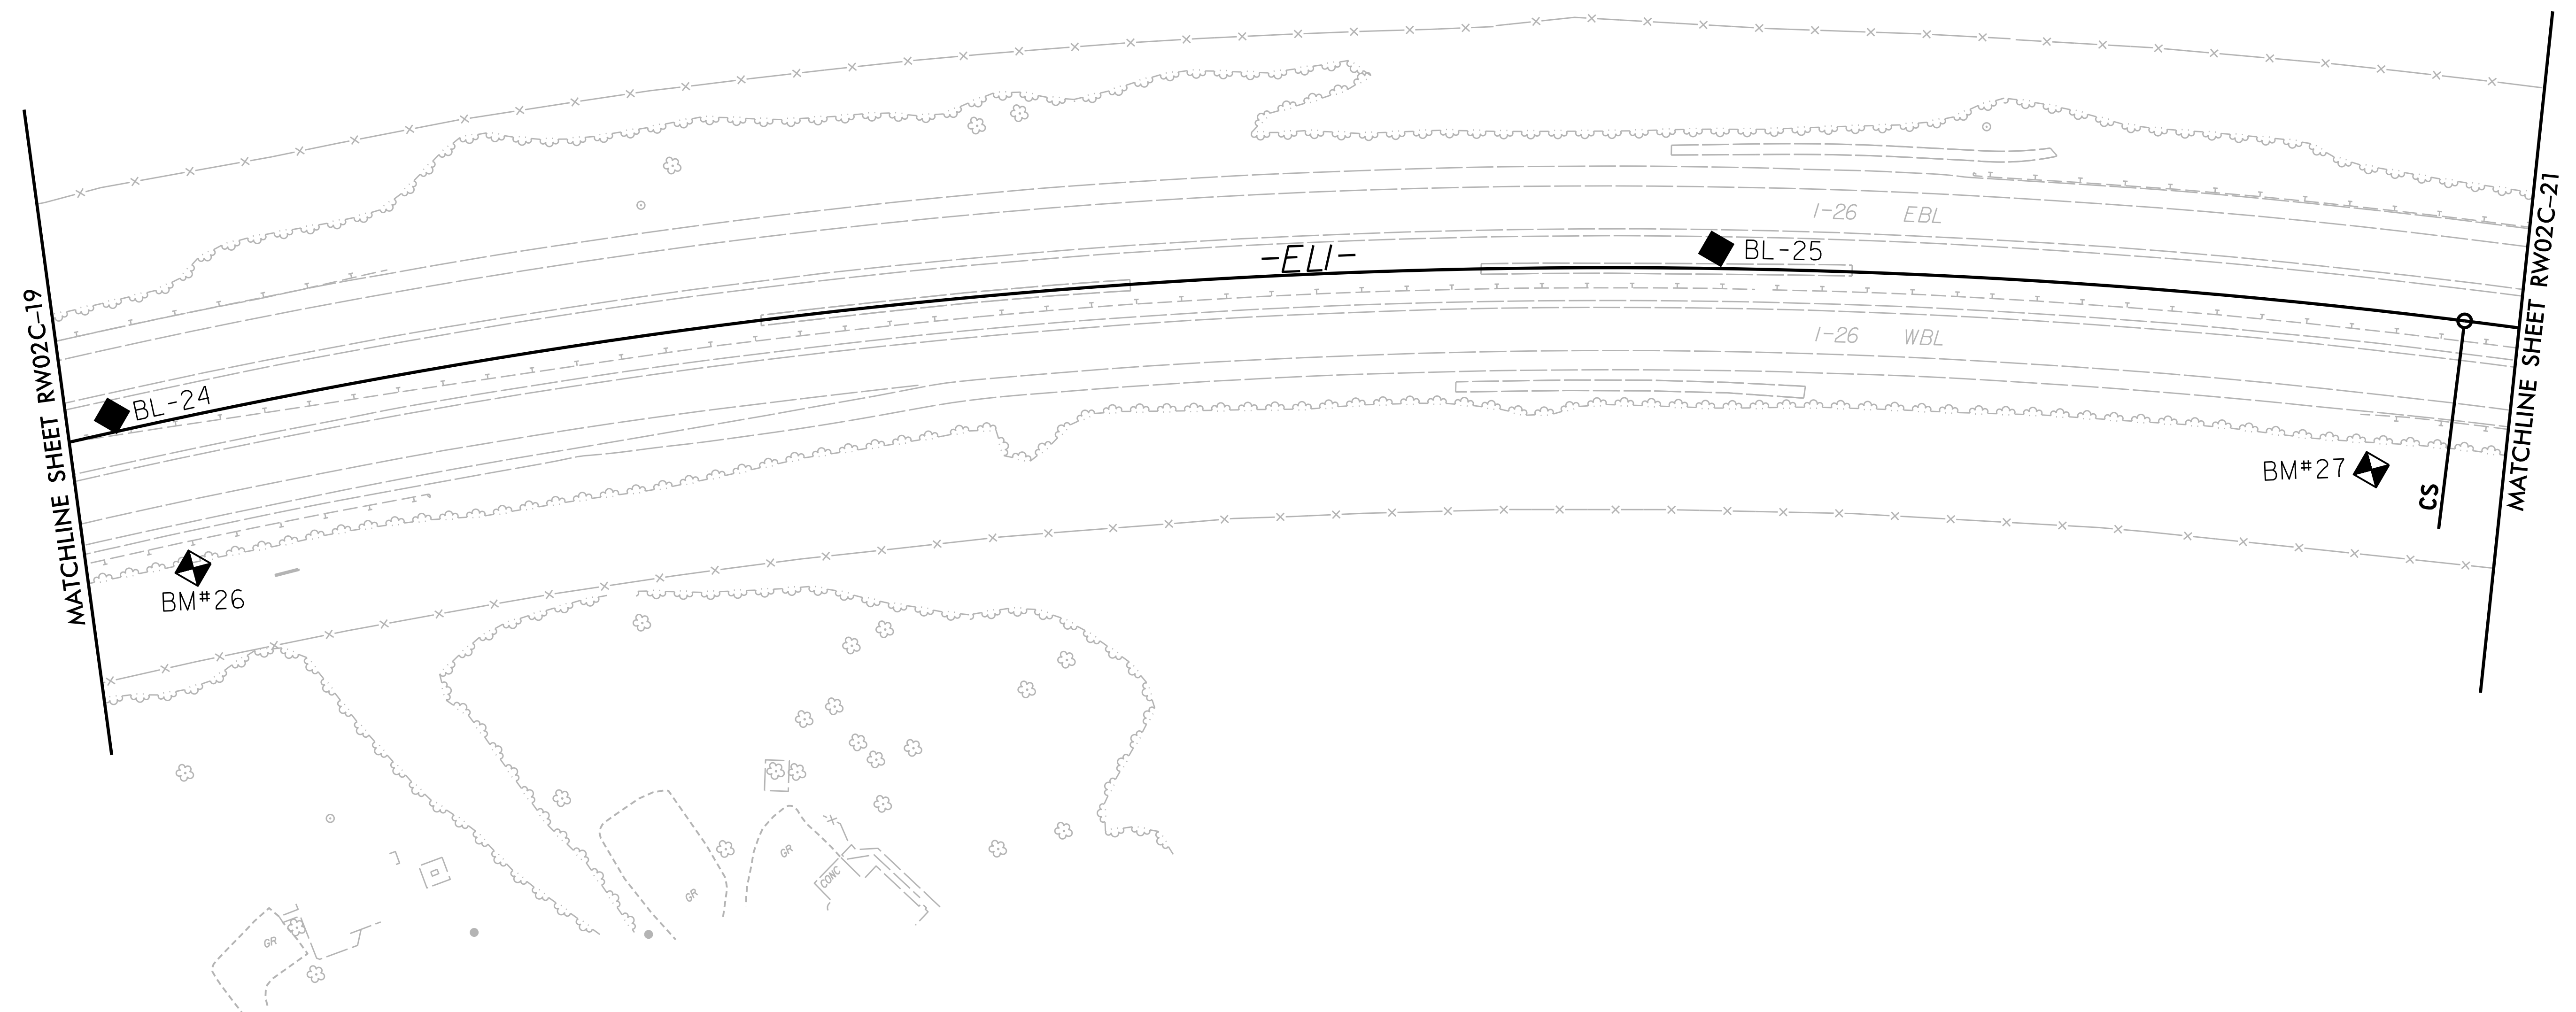 MATCHLINE SHEET RW02C-19
MATCHLINE SHEET RW02C-21
I-26 EBL
-EL1-
BL-25
I-26 WBL
BL-24
BM#27
CS
BM#26
GR
CONC
GR
GR